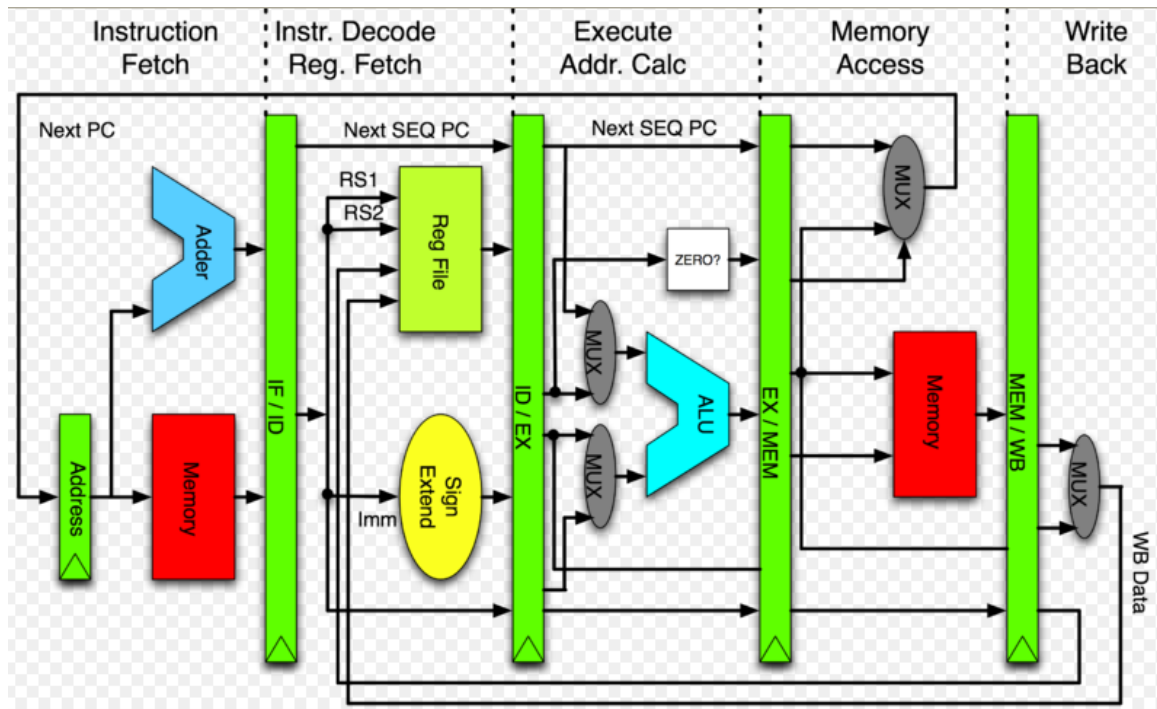 Instruction
Fetch
Instr. Decode
Reg. Fetch
Execute
Addr. Calc
Memory
Access
Write
Back
Next PC
Next SEQ PC
Next SEQ PC
RS1
RS2
Reg File
MUX
Adder
ZERO?
MUX
ALU
IF / ID
ID / EX
EX / MEM
Memory
MEM / WB
Address
Memory
Imm
Sign
Extend
MUX
MUX
WB Data